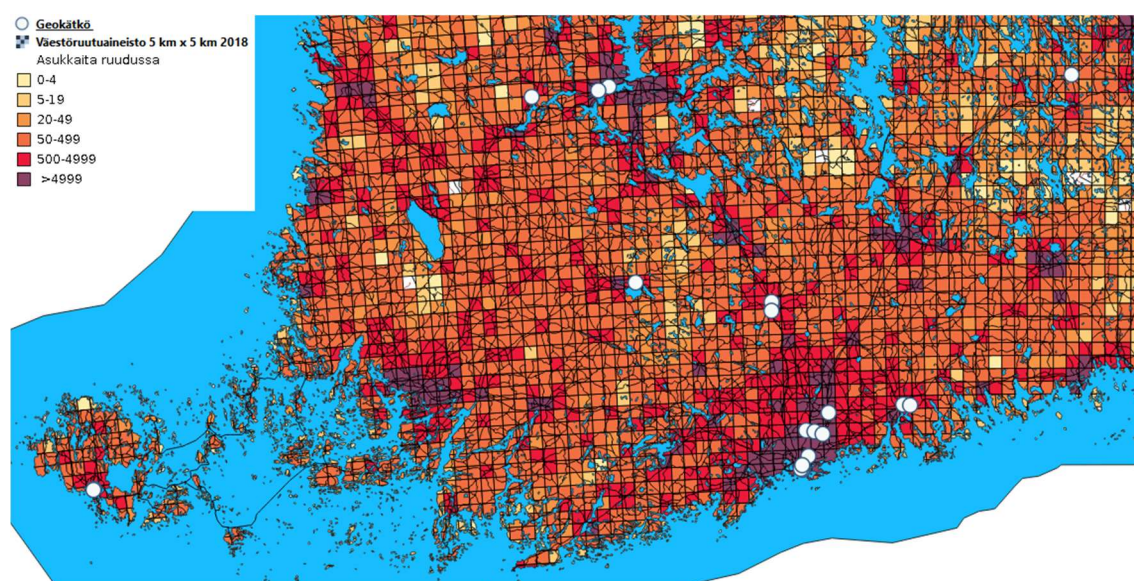 Geokätkö
Väestöruutuaineisto 5 km x 5 km 2018
Asukkaita ruudussa
0-4
5-19
20-49
50-499
500-4999
>4999